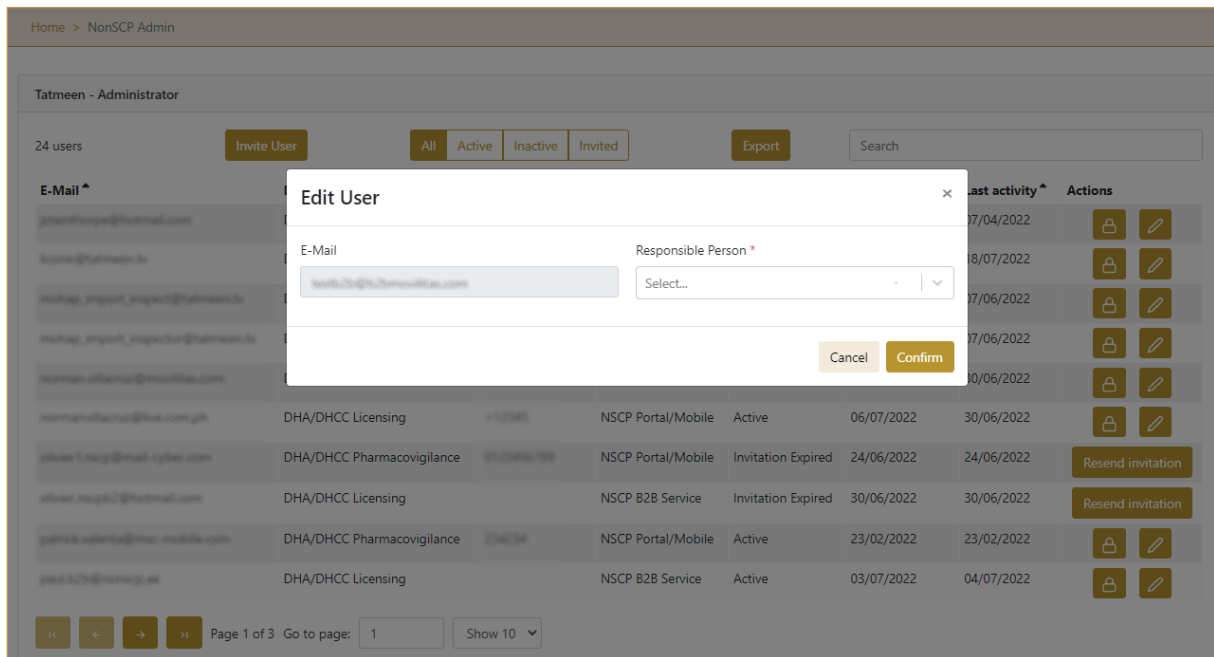 Home > NonSCP Admin
Tatmeen - Administrator
24 users Invite User All Active Inactive Invited Export Search
E-Mail Last activity Actions
Edit User ×
07/04/2022
E-Mail Responsible Person *
18/07/2022
Select...
07/06/2022
07/06/2022
Cancel Confirm
30/06/2022
DHA/DHCC Licensing NSCP Portal/Mobile Active 06/07/2022 30/06/2022
DHA/DHCC Pharmacovigilance NSCP Portal/Mobile Invitation Expired 24/06/2022 24/06/2022 Resend invitation
DHA/DHCC Licensing NSCP B2B Service Invitation Expired 30/06/2022 30/06/2022 Resend invitation
DHA/DHCC Pharmacovigilance NSCP Portal/Mobile Active 23/02/2022 23/02/2022
DHA/DHCC Licensing NSCP B2B Service Active 03/07/2022 04/07/2022
Page 1 of 3 Go to page: 1 Show 10